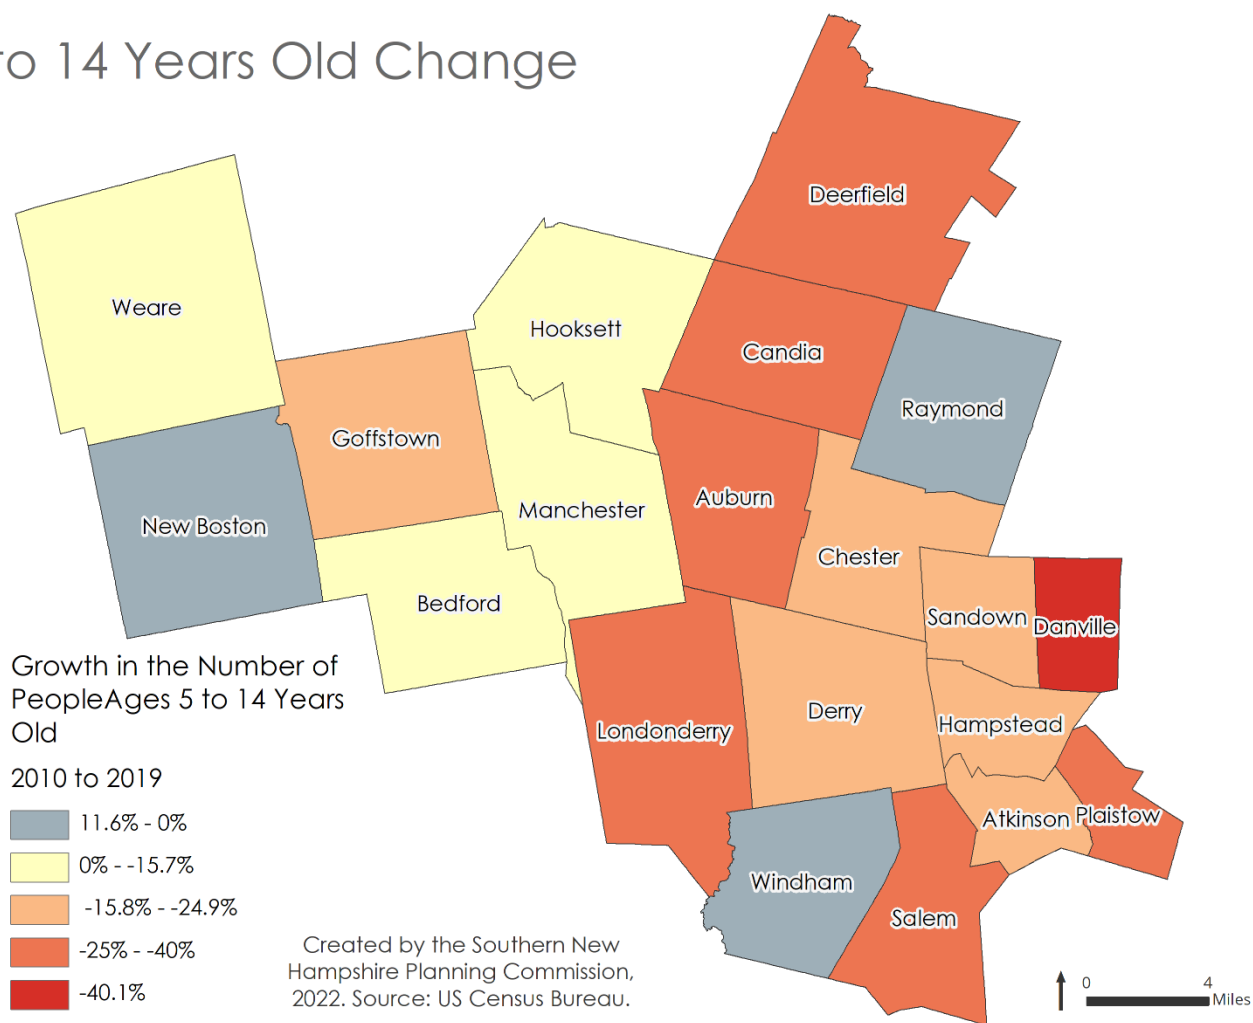 to 14 Years Old Change
Deerfield
Weare
Hooksett
Candia
Raymond
Goffstown
Auburn
Manchester
New Boston
Chester
Bedford
Sandown
Danville
Derry
Hampstead
Londonderry
Atkinson
Plaistow
Windham
Salem
Growth in the Number of
PeopleAges 5 to 14 Years
Old
2010 to 2019
11.6% - 0%
0% - -15.7%
-15.8% - -24.9%
-25% - -40%
-40.1%
Created by the Southern New
Hampshire Planning Commission,
2022. Source: US Census Bureau.
0 4
Miles